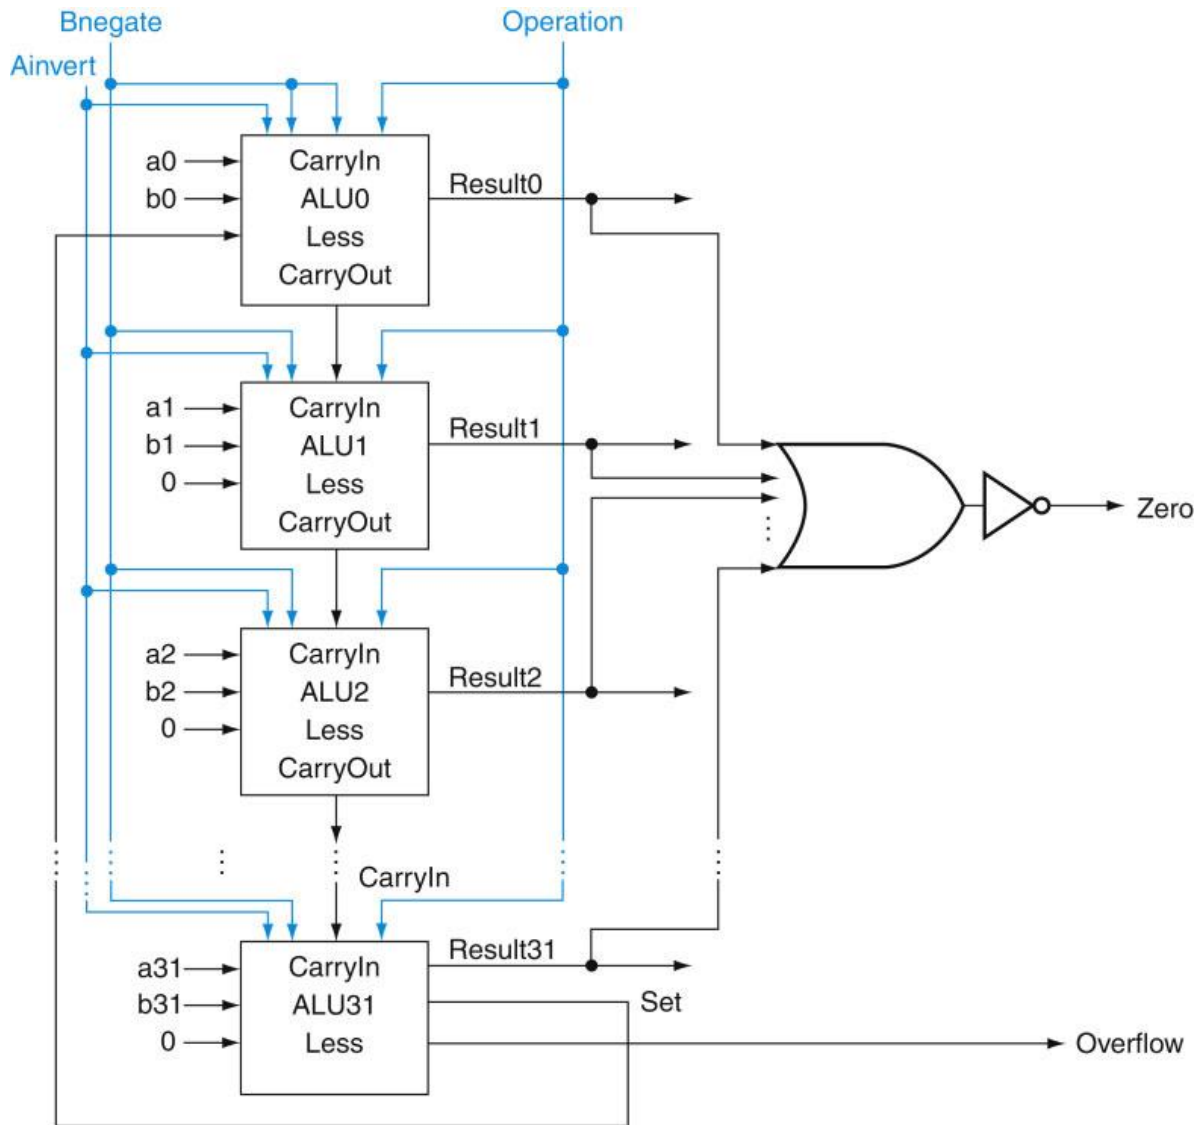 Bnegate
Operation
Ainvert
a0
CarryIn
b0
ALU0
Less
CarryOut
Result0
a1
CarryIn
b1
ALU1
0
Less
CarryOut
Result1
Zero
a2
CarryIn
b2
ALU2
0
Less
CarryOut
Result2
CarryIn
a31
CarryIn
b31
ALU31
0
Less
Result31
Set
Overflow